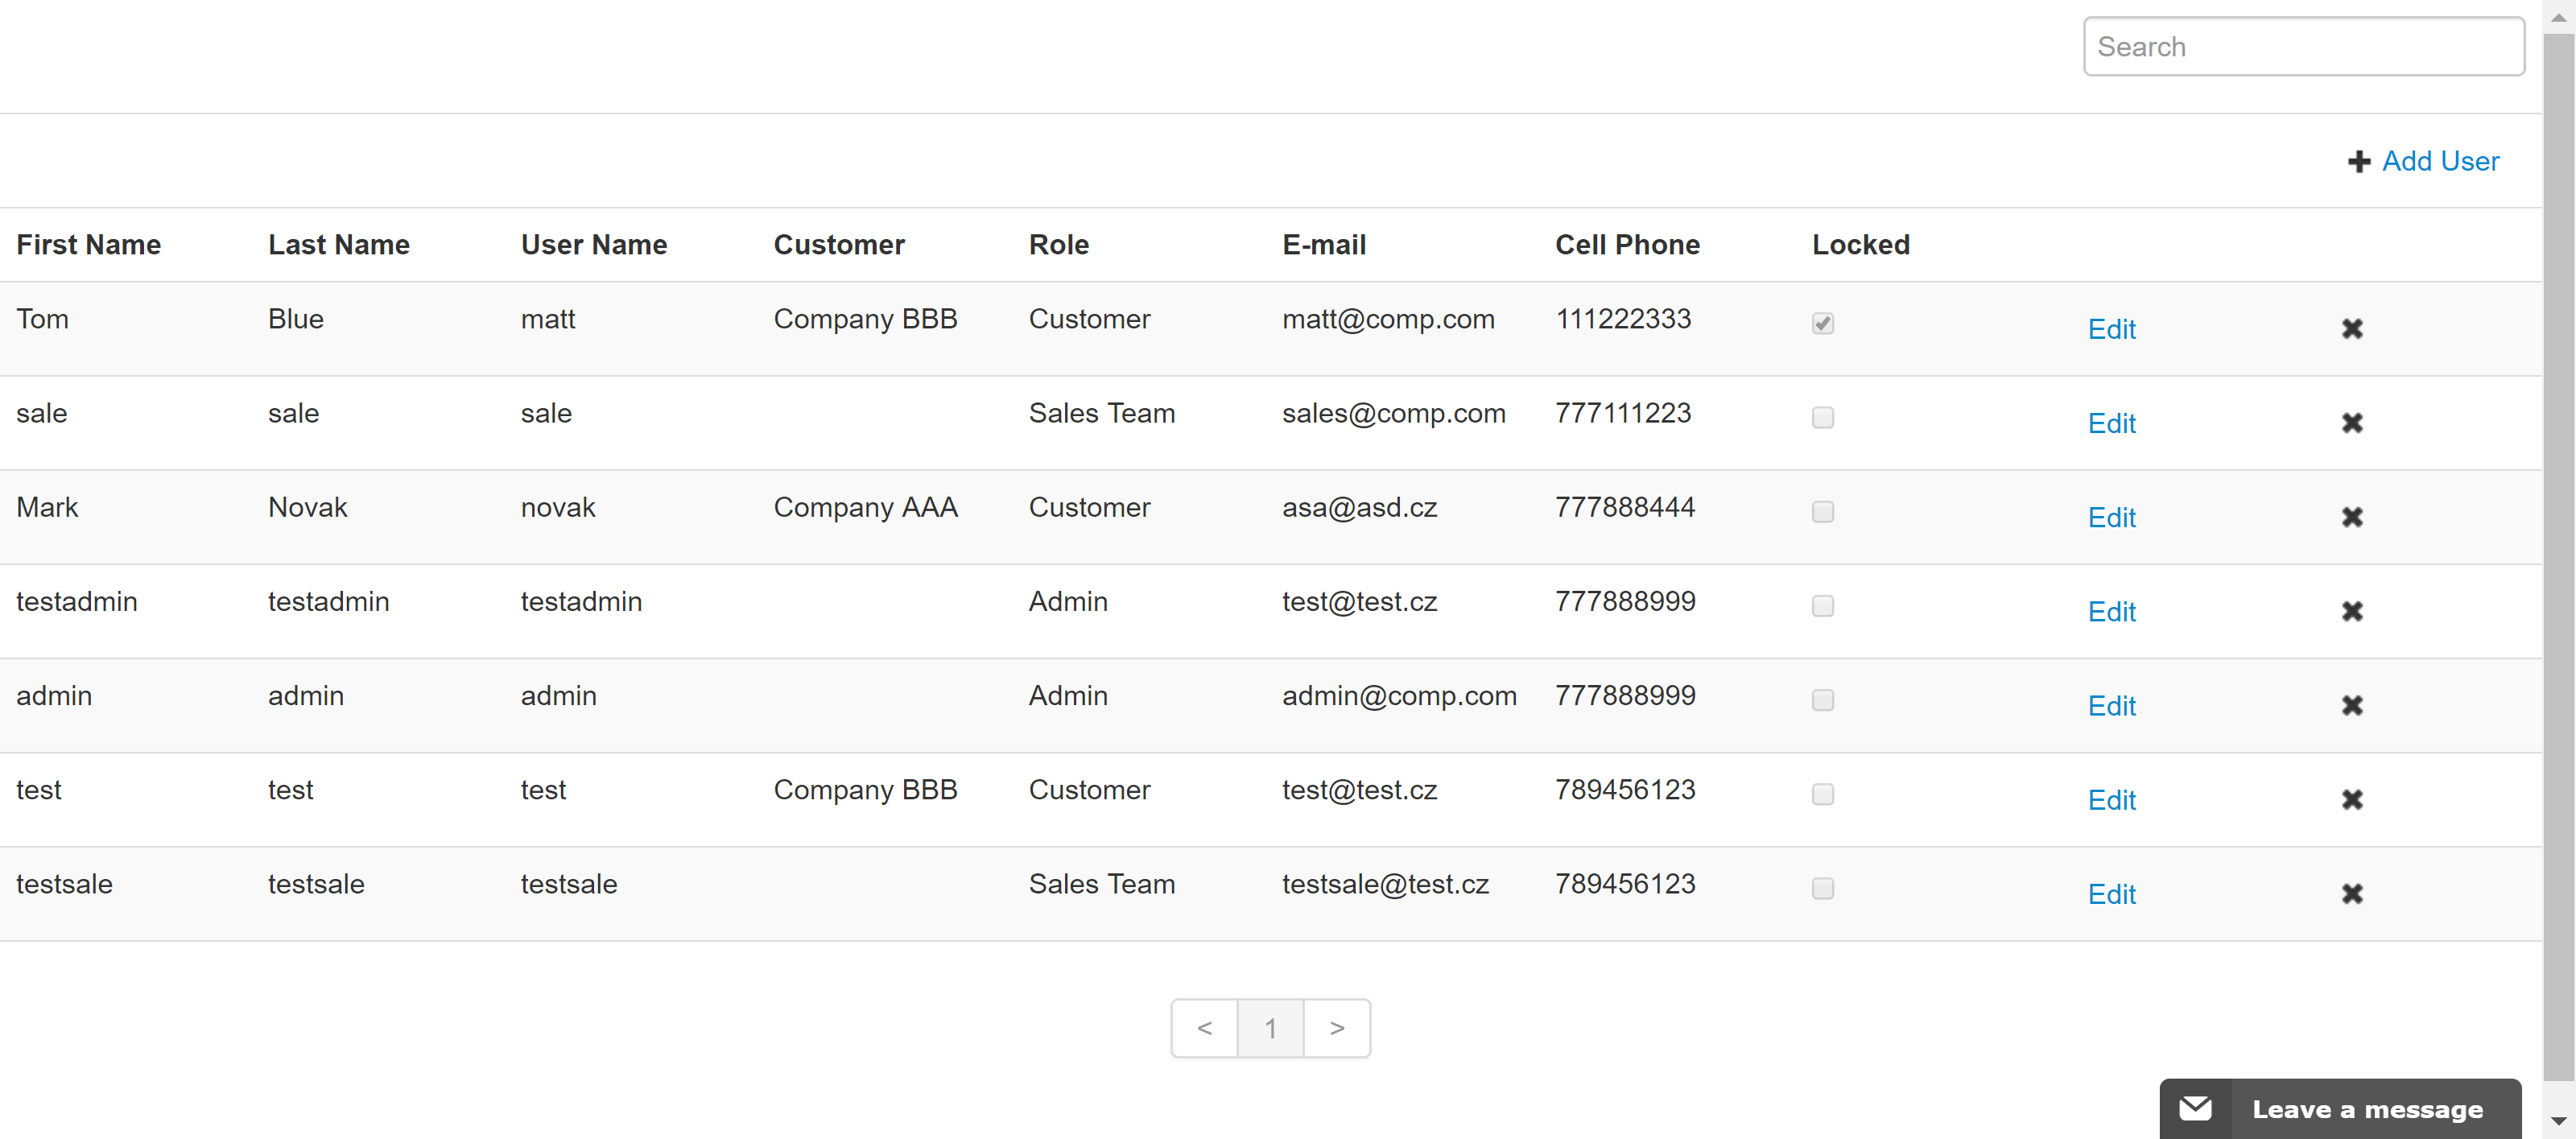 Search
Add User
First Name Last Name User Name Customer Role E-mail Cell Phone Locked
Tom Blue matt Company BBB Customer matt@comp.com 111222333 Edit
sale sale sale Sales Team sales@comp.com 777111223 Edit
Mark Novak novak Company AAA Customer asa@asd.cz 777888444 Edit
testadmin testadmin testadmin Admin test@test.cz 777888999 Edit
admin admin admin Admin admin@comp.com 777888999 Edit
test test test Company BBB Customer test@test.cz 789456123 Edit
testsale testsale testsale Sales Team testsale@test.cz 789456123 Edit
< 1 >
Leave a message